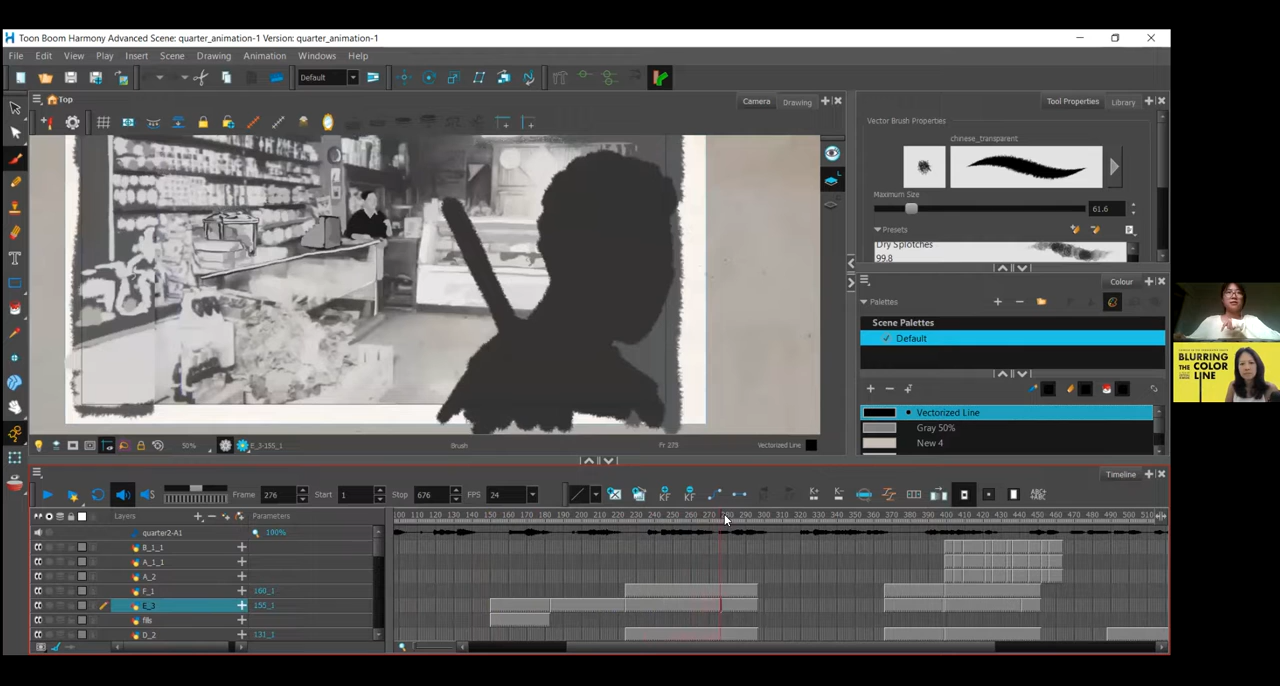 Toon Boom Harmony Advanced Scene: quarter_animation-1 Version: quarter_animation-1
File Edit View Play Insert Scene Drawing Animation Windows Help
Default
Top
Camera Drawing
Tool Properties Library
Vector Brush Properties
chinese_transparent
Maximum Size
61.6
Presets
Dry Splotches
99.8
Colour
Palettes
Scene Palettes
Default
Vectorized Line
Gray 50%
New 4
BLURRING
THE COLOR
LINE
E_3-155_1 Brush Fr 273 Vectorized Line
Timeline
Frame 276 Start 1 Stop 676 FPS 24
Layers Parameters
quarter2-A1 100%
B_1_1
A_1_1
A_2
F_1 160_1
E_3 155_1
fills
D_2 131_1